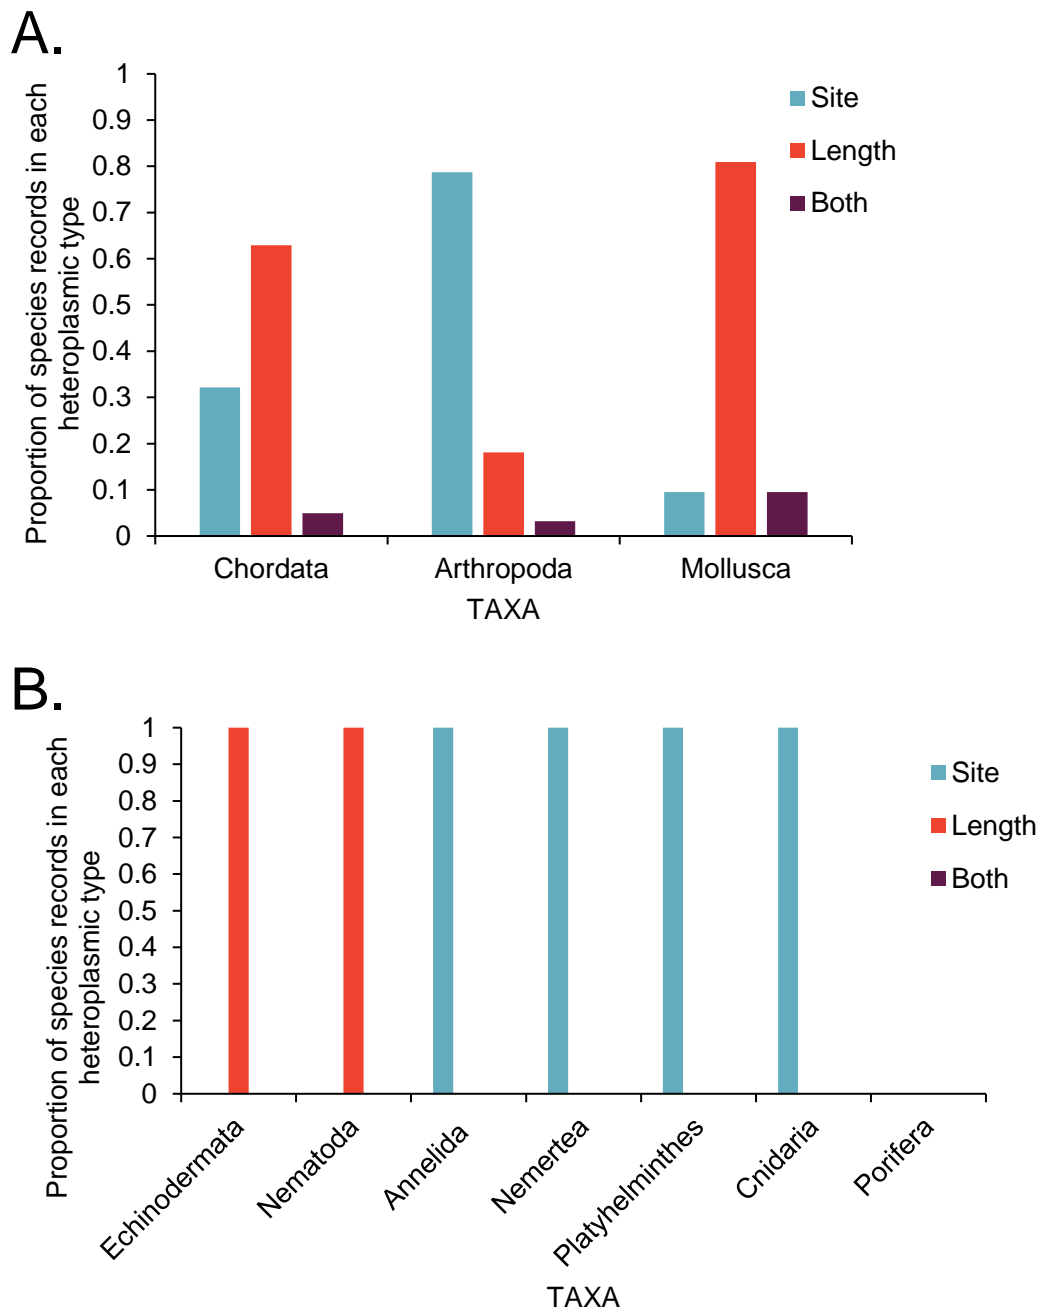 A.
Proportion of species records in each
heteroplasmic type
1
0.9
0.8
0.7
0.6
0.5
0.4
0.3
0.2
0.1
0
Site
Length
Both
Chordata
Arthropoda
Mollusca
TAXA
B.
Proportion of species records in each
heteroplasmic type
1
0.9
0.8
0.7
0.6
0.5
0.4
0.3
0.2
0.1
0
Site
Length
Both
Echinodermata
Nematoda
Annelida
Nemertea
Platyhelminthes
Cnidaria
Porifera
TAXA